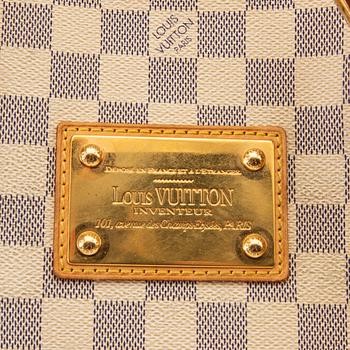 LOUIS
VUITTON
PARIS
DÉPOSÉ EN FRANCE ET A L'ÉTRANGER
LOUIS VUITTON
INVENTEUR
101, avenue des Champs-Elysées, PARIS